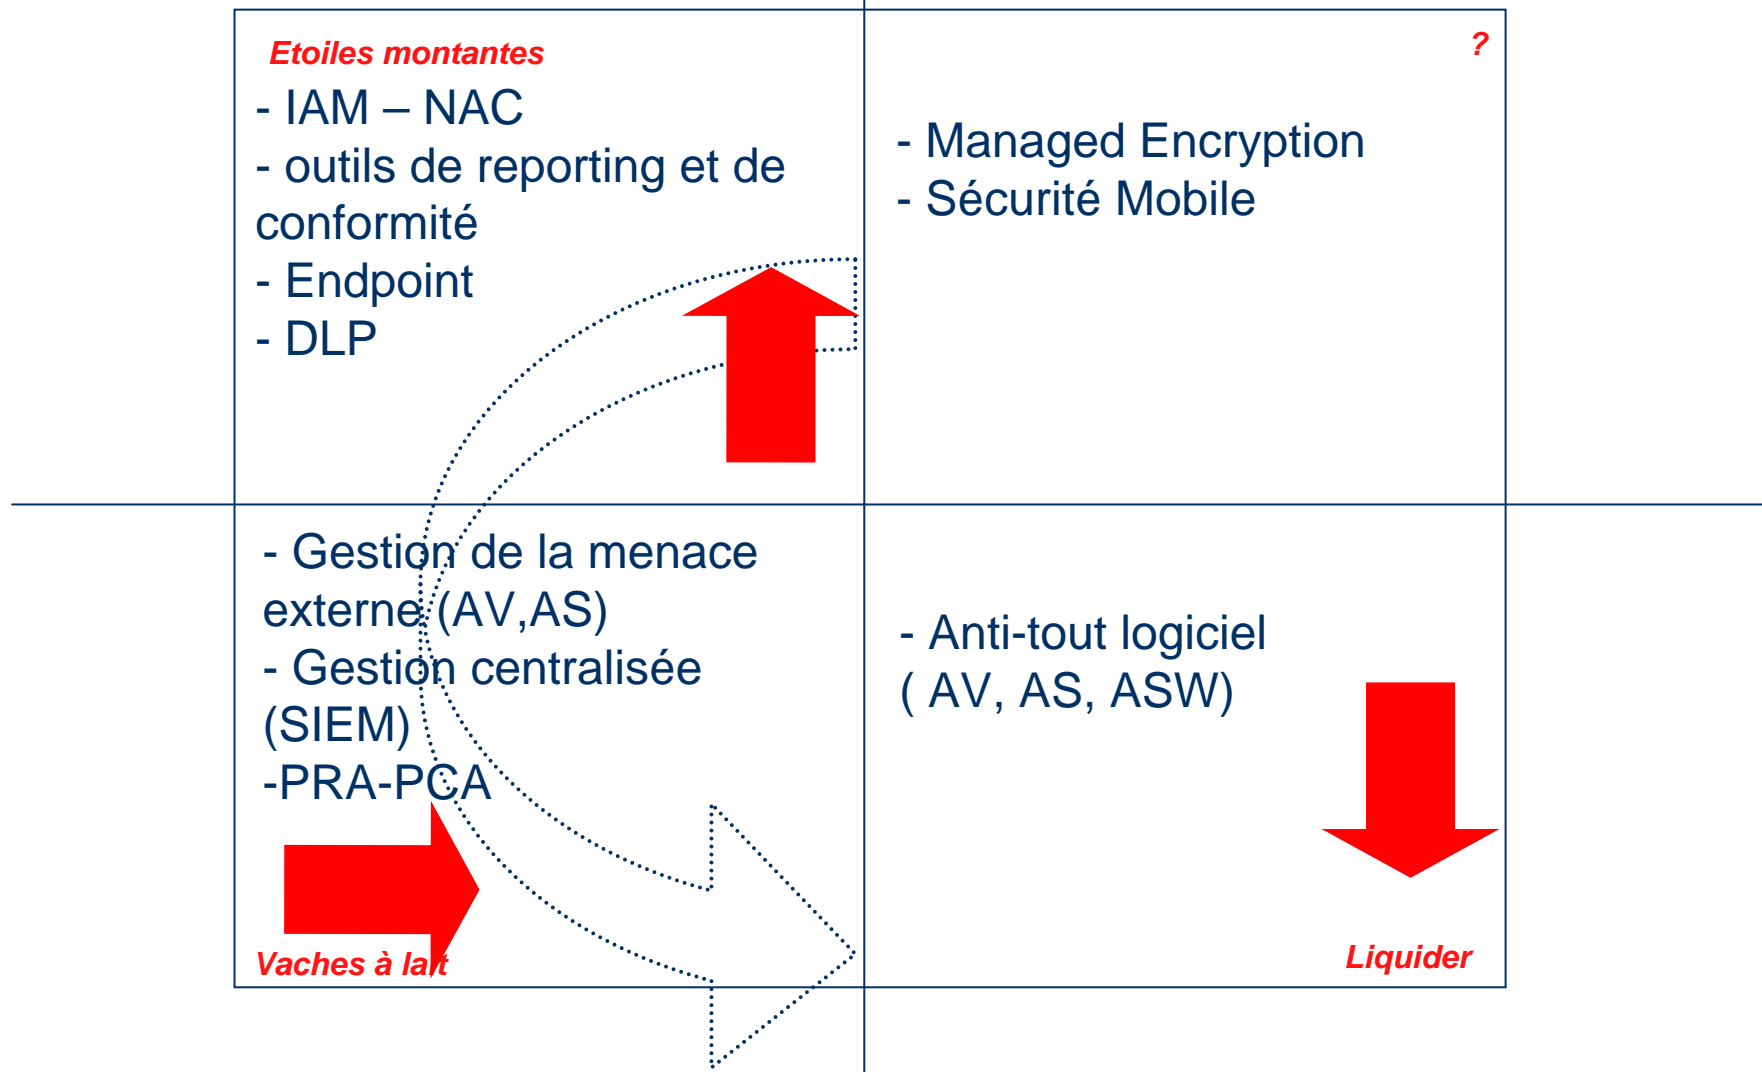 Etoiles montantes
- IAM – NAC
- outils de reporting et de
conformité
- Endpoint
- DLP
?
- Managed Encryption
- Sécurité Mobile
- Gestion de la menace
externe (AV,AS)
- Gestion centralisée
(SIEM)
-PRA-PCA
Vaches à lait
- Anti-tout logiciel
( AV, AS, ASW)
Liquider